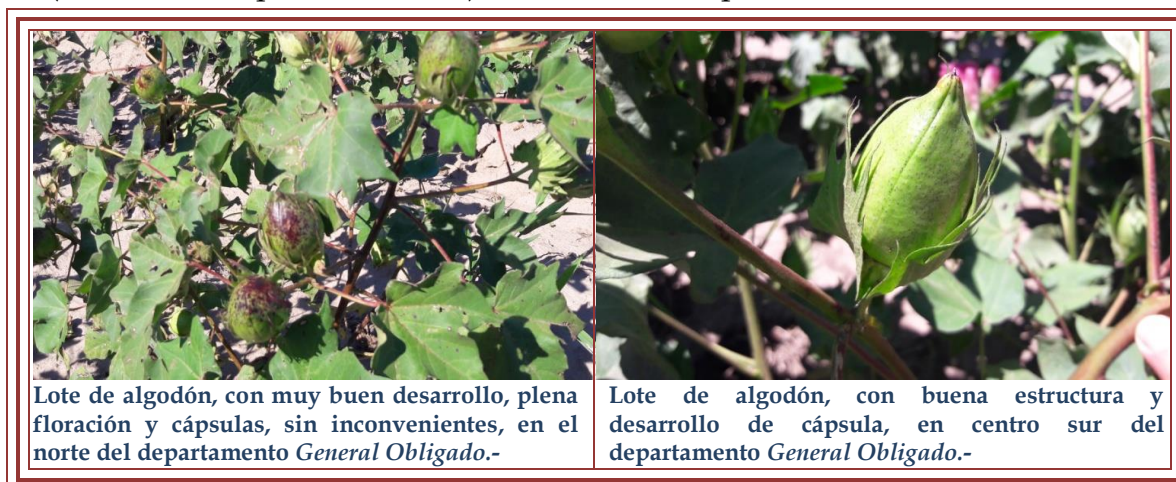 Lote de algodón, con muy buen desarrollo, plena
floración y cápsulas, sin inconvenientes, en el
norte del departamento General Obligado.-
Lote de algodón, con buena estructura y
desarrollo de cápsula, en centro sur del
departamento General Obligado.-